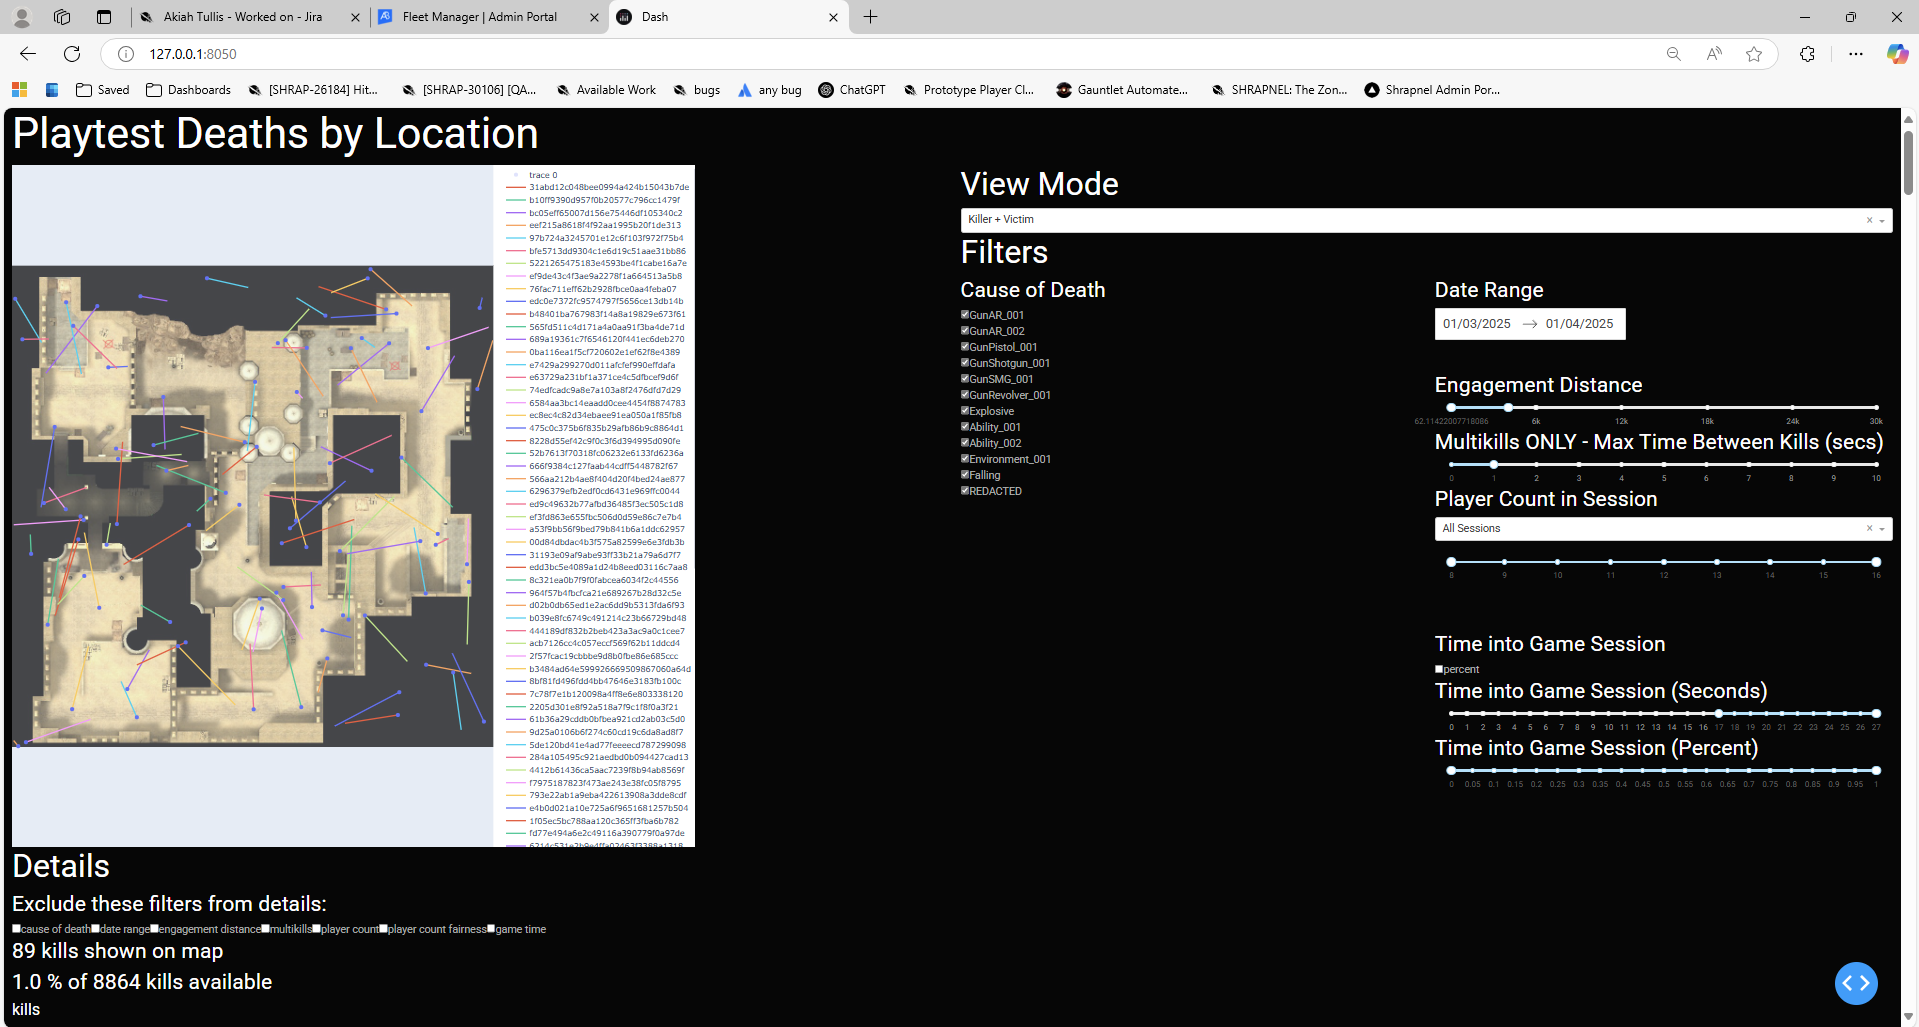 Akiah Tullis - Worked on - Jira
Fleet Manager | Admin Portal
Dash
127.0.0.1:8050
Saved
Dashboards
[SHRAP-26184] Hit...
[SHRAP-30106] [QA...
Available Work
bugs
any bug
ChatGPT
Prototype Player Cl...
Gauntlet Automate...
SHRAPNEL: The Zon...
Shrapnel Admin Por...
Playtest Deaths by Location
trace 0
31abd12c048bee0994a424b15043b7de
b10ff9390d957f0b20577c796cc1479f
bc05eff65007d156e75446df105340c2
eef215a8618f4f92aa1995b20f1de313
97b724a3245701e12c6f103f972f75b4
bfe5713dd9304c1e6d19c51aae31bb86
5221265475183e4593be4f1cabe16a7e
ef9de43c4f3ae9a2278f1a664513a5b8
76fac711eff62b2928fbce0aa4feba07
edc0e7372fc9574797f5656ce13db14b
b48401ba767983f14a8a19829e673f61
565fd511c4d171a4a0aa91f3ba4de71d
689a19361c7f6546120f441ec6deb270
0ba116ea1f5cf720602e1ef62f8e4389
e7429a299270d011afcfef990effdafa
e63729a231bf1a371ce4c5dfbcef9d6f
74edfcadc9a8e7a103a8f2476dfd7d29
6584aa3bc14eaadd0cee4454f8874783
ec8ec4c82d34ebaee91ea050a1f85fb8
475c0c375b6f835b29afb86b9c8864d1
8228d55ef42c9f0c3f6d394995d090fe
52b7613f70318fc06232e6133fd6236a
666f9384c127faab44cdff5448782f67
566aa212b4ae8f404d20f4bed24ae877
6296379efb2edf0cd6431e969ffc0044
ed9c49632b77afbd36485f3ec505c1d8
ef3fd863e655fbc506d0d59e86c7e7b4
a53f9bb56f9bed79b841b6a1ddc62957
00d84dbdac4b3f575a82599e6e3fdb3b
31193e09af9abe93ff33b21a79a6d7f7
edd3bc5e4089a1d24b8eed03116c7aa8
8c321ea0b7f9f0fabcea6034f2c44556
964f57b4fbcfca21e689267b28d32c5e
d02b0db65ed1e2ac6dd9b5313fda6f93
b039e8fc6749c491214c23b66729bd48
444189df832b2beb423a3ac9a0c1cee7
acb7126cc4c057eccf569f62b11ddcd4
2f57fcac19cbbbe9d8b0fbe86e685ccc
b3484ad64e599926669509867060a64d
8bf81fd496fdd4bb47646e3183fb100c
7c78f7e1b120098a4ff8e6e803338120
2205d301e8f92a518a7f9c1f8f0a3f21
61b36a29cddb0bfbea921cd2ab03c5d0
9d25a0106b6f274c60cd19c6da8ad8f7
5de120bd41e4ad77feeeecd787299098
284a105495c921aedbd0b094427cad13
4412b61436ca5aac7239f8b94ab8569f
f7975187823f473ae243e38fc05f8795
793e22ab1a9eba422613908a3dde8cdf
e4b0d021a10e725a6f9651681257b504
1f05ec5bc788aa120c365ff3fba6b782
fd77e494a6e2c49116a390779f0a97de
View Mode
Killer + Victim
Filters
Cause of Death
GunAR_001
GunAR_002
GunPistol_001
GunShotgun_001
GunSMG_001
GunRevolver_001
Explosive
Ability_001
Ability_002
Environment_001
Falling
REDACTED
Date Range
01/03/2025 → 01/04/2025
Engagement Distance
62.11422007718086 6k 12k 18k 24k 30k
Multikills ONLY - Max Time Between Kills (secs)
0 1 2 3 4 5 6 7 8 9 10
Player Count in Session
All Sessions
8 9 10 11 12 13 14 15 16
Time into Game Session
percent
Time into Game Session (Seconds)
0 1 2 3 4 5 6 7 8 9 10 11 12 13 14 15 16 17 18 19 20 21 22 23 24 25 26 27
Time into Game Session (Percent)
0 0.05 0.1 0.15 0.2 0.25 0.3 0.35 0.4 0.45 0.5 0.55 0.6 0.65 0.7 0.75 0.8 0.85 0.9 0.95 1
Details
Exclude these filters from details:
cause of death date range engagement distance multikills player count player count fairness game time
89 kills shown on map
1.0 % of 8864 kills available
kills